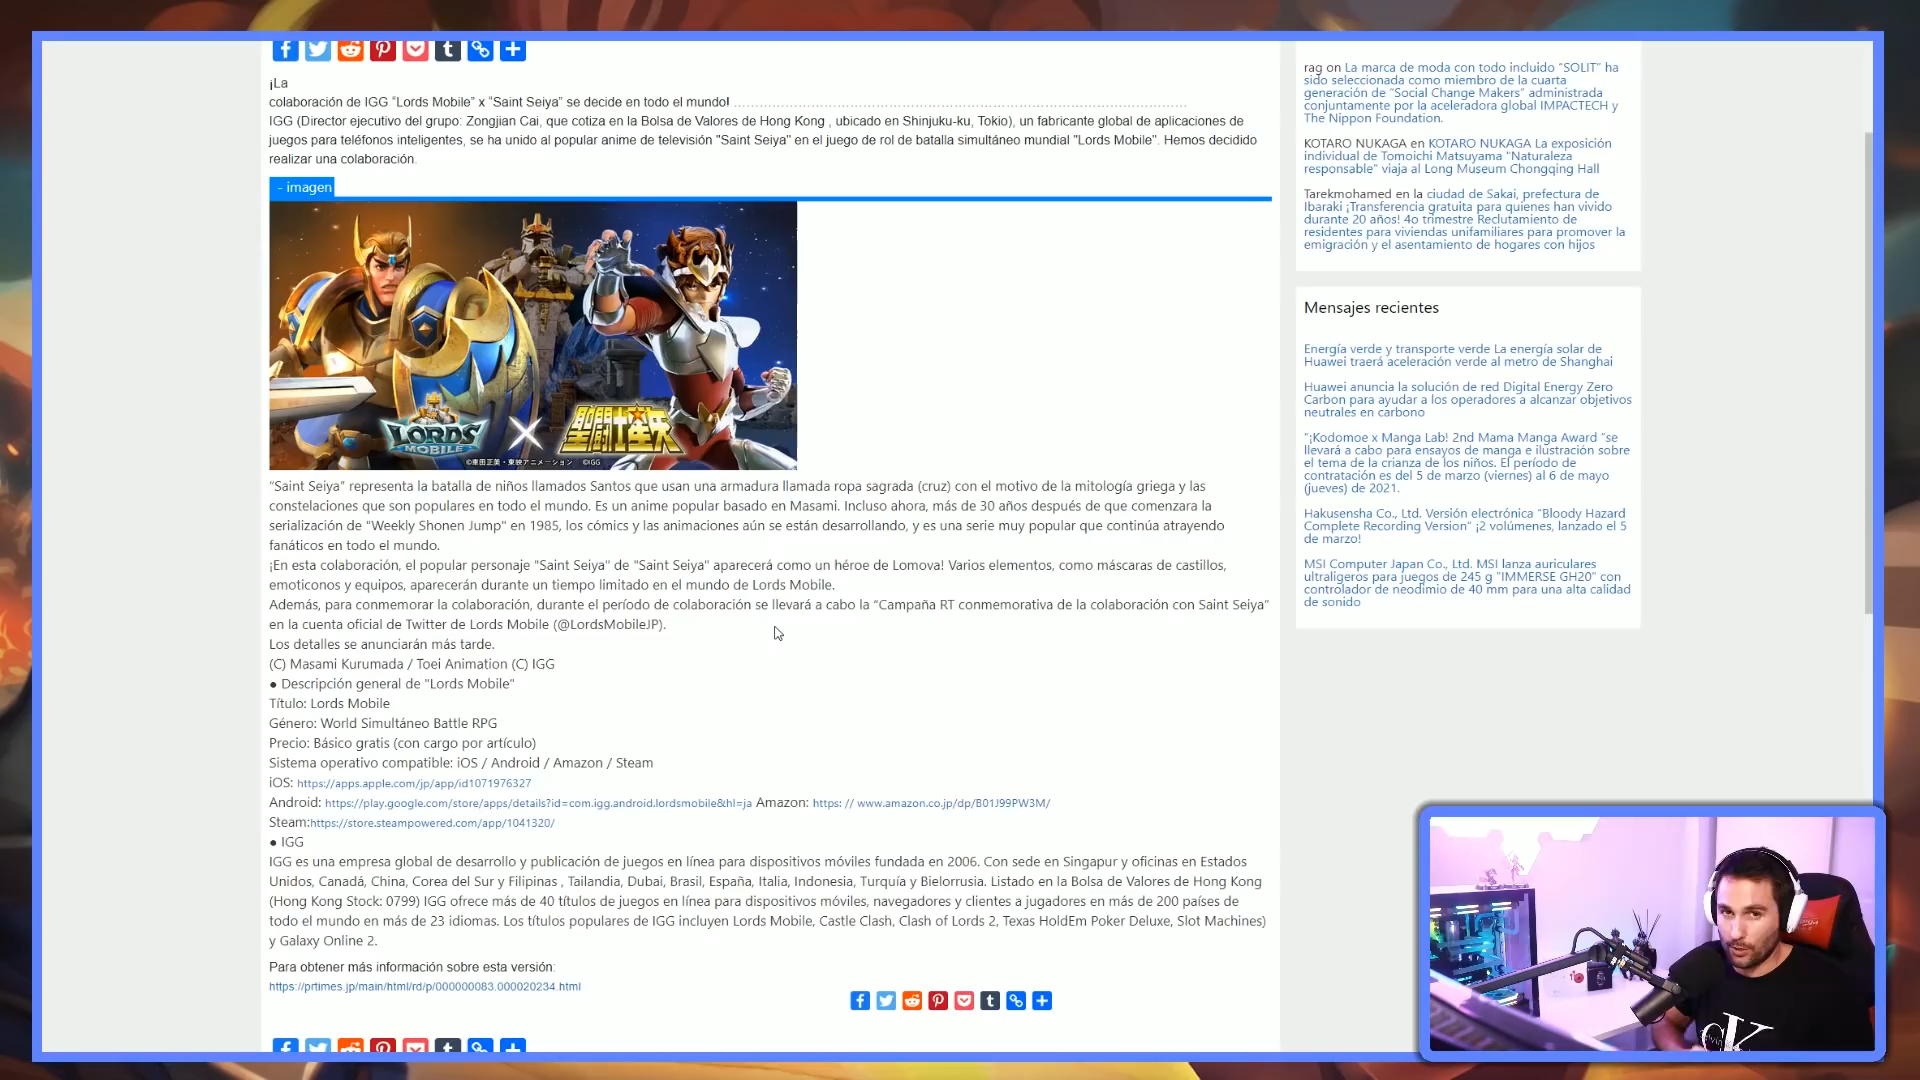 ¡La
colaboración de IGG “Lords Mobile” x “Saint Seiya” se decide en todo el mundo!
IGG (Director ejecutivo del grupo: Zongjian Cai, que cotiza en la Bolsa de Valores de Hong Kong , ubicado en Shinjuku-ku, Tokio), un fabricante global de aplicaciones de
juegos para teléfonos inteligentes, se ha unido al popular anime de televisión "Saint Seiya" en el juego de rol de batalla simultáneo mundial "Lords Mobile". Hemos decidido
realizar una colaboración.
- imagen
LORDS MOBILE
X
聖闘士星矢
©車田正美・東映アニメーション ©IGG
“Saint Seiya” representa la batalla de niños llamados Santos que usan una armadura llamada ropa sagrada (cruz) con el motivo de la mitología griega y las
constelaciones que son populares en todo el mundo. Es un anime popular basado en Masami. Incluso ahora, más de 30 años después de que comenzara la
serialización de "Weekly Shonen Jump" en 1985, los cómics y las animaciones aún se están desarrollando, y es una serie muy popular que continúa atrayendo
fanáticos en todo el mundo.
¡En esta colaboración, el popular personaje "Saint Seiya" de "Saint Seiya" aparecerá como un héroe de Lomova! Varios elementos, como máscaras de castillos,
emoticonos y equipos, aparecerán durante un tiempo limitado en el mundo de Lords Mobile.
Además, para conmemorar la colaboración, durante el período de colaboración se llevará a cabo la “Campaña RT conmemorativa de la colaboración con Saint Seiya”
en la cuenta oficial de Twitter de Lords Mobile (@LordsMobileJP).
Los detalles se anunciarán más tarde.
(C) Masami Kurumada / Toei Animation (C) IGG
● Descripción general de "Lords Mobile"
Título: Lords Mobile
Género: World Simultáneo Battle RPG
Precio: Básico gratis (con cargo por artículo)
Sistema operativo compatible: iOS / Android / Amazon / Steam
iOS: https://apps.apple.com/jp/app/id1071976327
Android: https://play.google.com/store/apps/details?id=com.igg.android.lordsmobile&hl=ja Amazon: https: // www.amazon.co.jp/dp/B01J99PW3M/
Steam:https://store.steampowered.com/app/1041320/
● IGG
IGG es una empresa global de desarrollo y publicación de juegos en línea para dispositivos móviles fundada en 2006. Con sede en Singapur y oficinas en Estados
Unidos, Canadá, China, Corea del Sur y Filipinas , Tailandia, Dubai, Brasil, España, Italia, Indonesia, Turquía y Bielorrusia. Listado en la Bolsa de Valores de Hong Kong
(Hong Kong Stock: 0799) IGG ofrece más de 40 títulos de juegos en línea para dispositivos móviles, navegadores y clientes a jugadores en más de 200 países de
todo el mundo en más de 23 idiomas. Los títulos populares de IGG incluyen Lords Mobile, Castle Clash, Clash of Lords 2, Texas HoldEm Poker Deluxe, Slot Machines)
y Galaxy Online 2.
Para obtener más información sobre esta versión:
https://prtimes.jp/main/html/rd/p/000000083.000020234.html
rag on La marca de moda con todo incluido “SOLIT” ha
sido seleccionada como miembro de la cuarta
generación de “Social Change Makers” administrada
conjuntamente por la aceleradora global IMPACTECH y
The Nippon Foundation.
KOTARO NUKAGA en KOTARO NUKAGA La exposición
individual de Tomoichi Matsuyama “Naturaleza
responsable” viaja al Long Museum Chongqing Hall
Tarekmohamed en la ciudad de Sakai, prefectura de
Ibaraki ¡Transferencia gratuita para quienes han vivido
durante 20 años! 4o trimestre Reclutamiento de
residentes para viviendas unifamiliares para promover la
emigración y el asentamiento de hogares con hijos
Mensajes recientes
Energía verde y transporte verde La energía solar de
Huawei traerá aceleración verde al metro de Shanghai
Huawei anuncia la solución de red Digital Energy Zero
Carbon para ayudar a los operadores a alcanzar objetivos
neutrales en carbono
“¡Kodomoe x Manga Lab! 2nd Mama Manga Award “se
llevará a cabo para ensayos de manga e ilustración sobre
el tema de la crianza de los niños. El período de
contratación es del 5 de marzo (viernes) al 6 de mayo
(jueves) de 2021.
Hakusensha Co., Ltd. Versión electrónica “Bloody Hazard
Complete Recording Version” ¡2 volúmenes, lanzado el 5
de marzo!
MSI Computer Japan Co., Ltd. MSI lanza auriculares
ultraligeros para juegos de 245 g "IMMERSE GH20" con
controlador de neodimio de 40 mm para una alta calidad
de sonido
CK